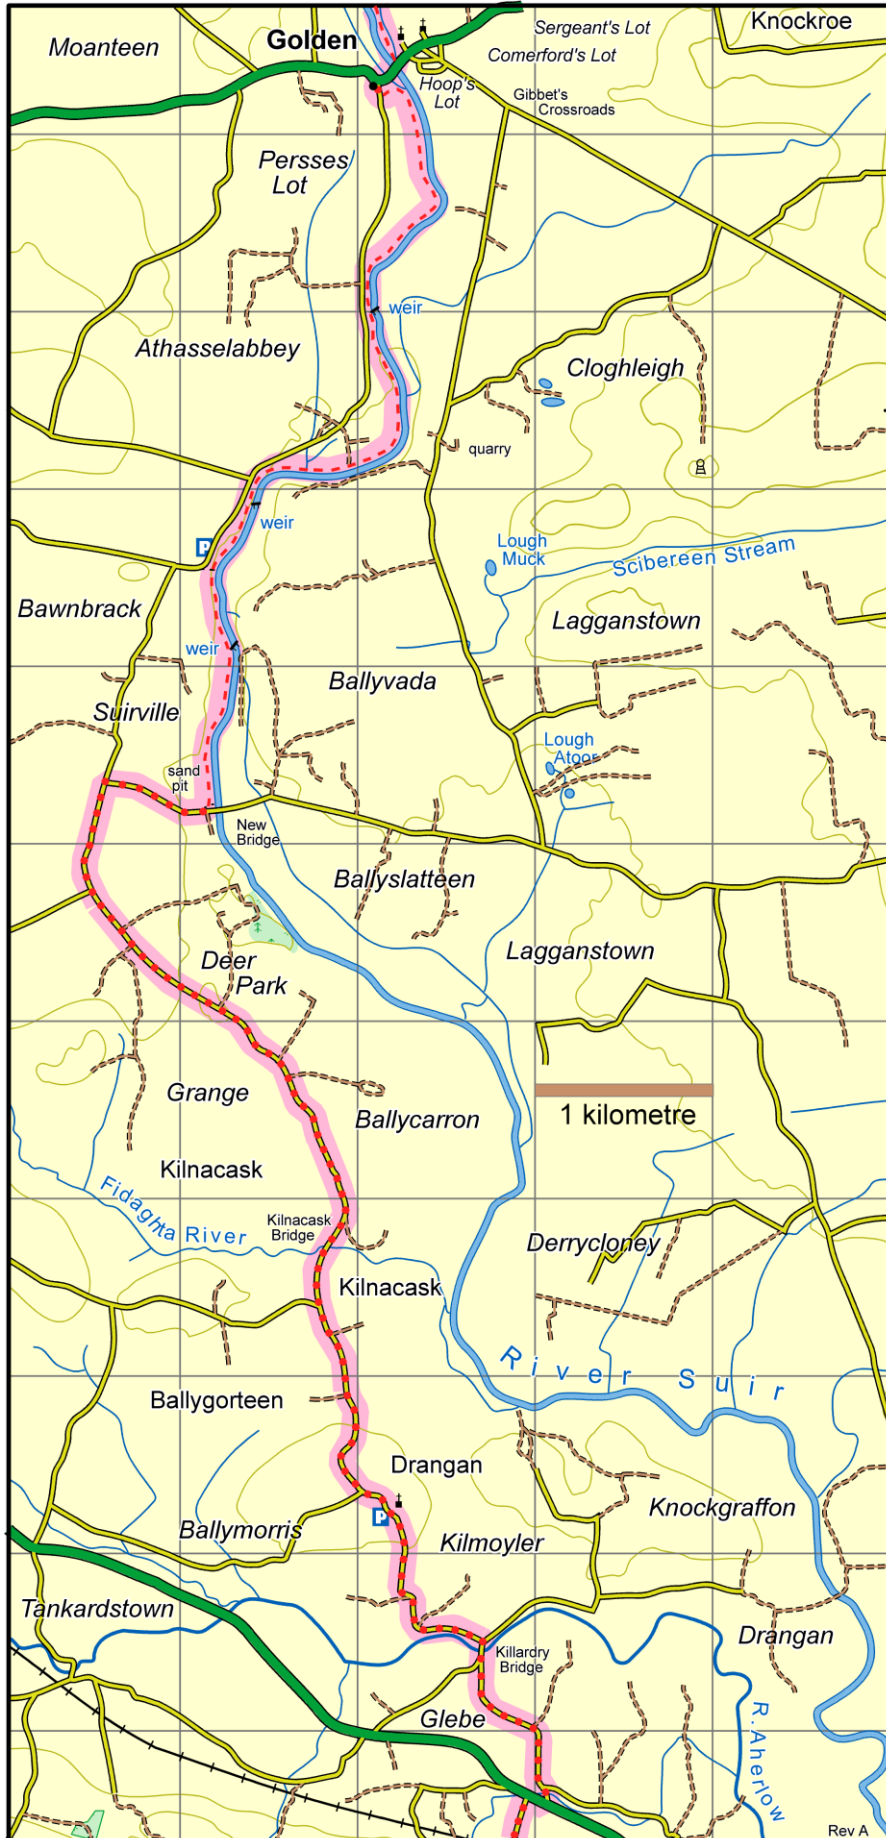 Knockroe
Sergeant's Lot
Moanteen
Golden
Comerford's Lot
Hoop's
Lot
Gibbet's
Crossroads
Persses
Lot
weir
Athasselabbey
Cloghleigh
quarry
weir
P
Lough
Muck
Scibereen Stream
Bawnbrack
Lagganstown
weir
Ballyvada
Suirville
Lough
Atoor
sand
pit
New
Bridge
Ballyslatteen
Lagganstown
Deer
Park
Grange
1 kilometre
Ballycarron
Kilnacask
Fidaghta River
Kilnacask
Bridge
Derrycloney
Kilnacask
River Suir
Ballygorteen
Drangan
Knockgraffon
P
Ballymorris
Kilmoyler
Tankardstown
Drangan
Killardry
Bridge
Glebe
R. Aherlow
Rev A